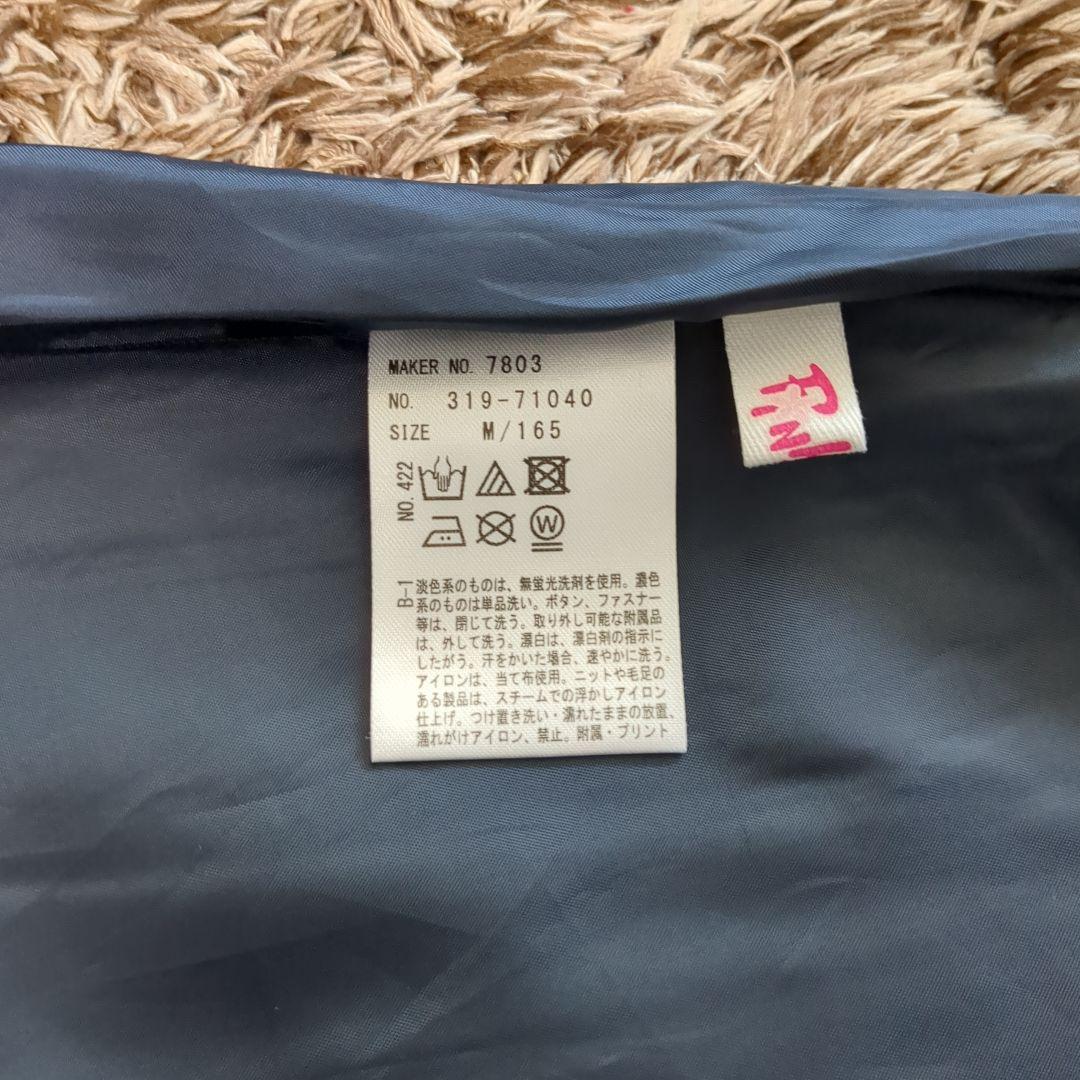 MAKER NO. 7803
NO. 319-71040
SIZE M/165
NO.422
W
B-1
淡色系のものは、無蛍光洗剤を使用。濃色
系のものは単品洗い。ボタン、ファスナー
等は、閉じて洗う。取り外し可能な附属品
は、外して洗う。漂白は、漂白剤の指示に
したがう。汗をかいた場合、速やかに洗う。
アイロンは、当て布使用。ニットや毛足の
ある製品は、スチームでの浮かしアイロン
仕上げ。つけ置き洗い・濡れたままの放置、
濡れがけアイロン、禁止。附属・プリント